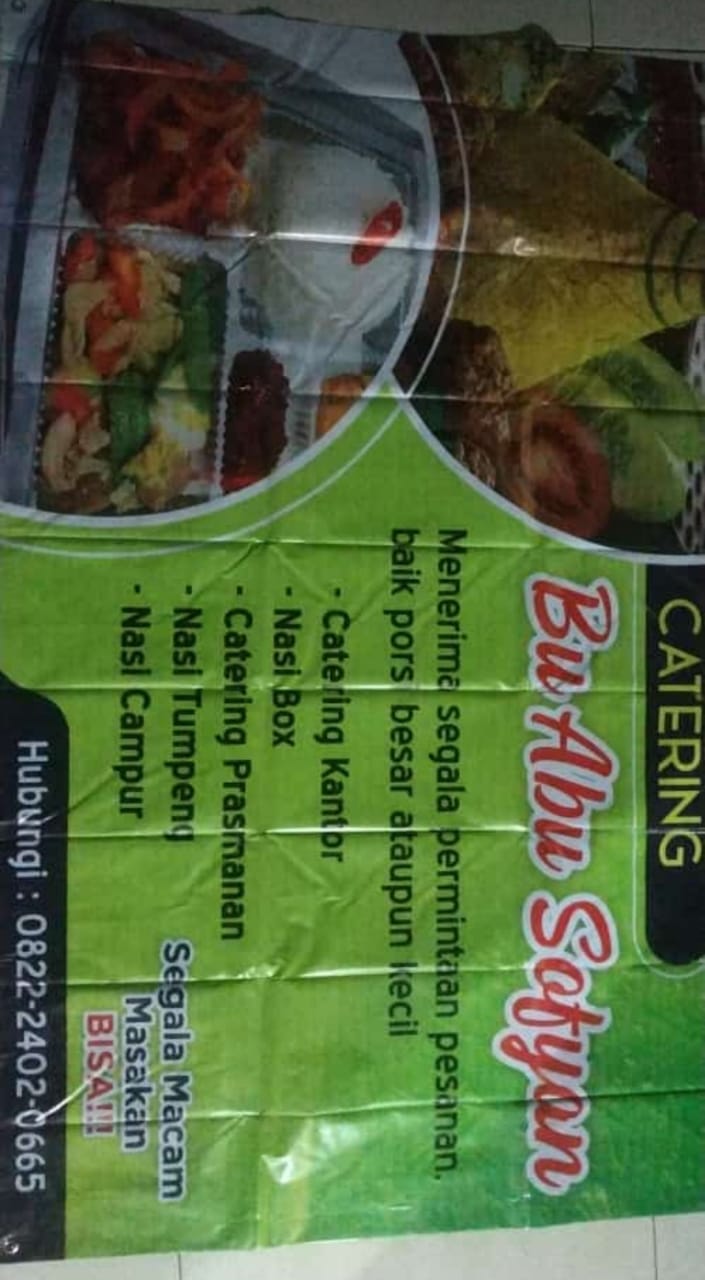 CATERING
Bu Abu Sofyan
Menerima segala permintaan pesanan.
baik porsi besar ataupun kecil
- Catering Kantor
- Nasi Box
- Catering Prasmanan
- Nasi Tumpeng
- Nasi Campur
Segala Macam
Masakan
BISA!!!
Hubungi : 0822-2402-0665